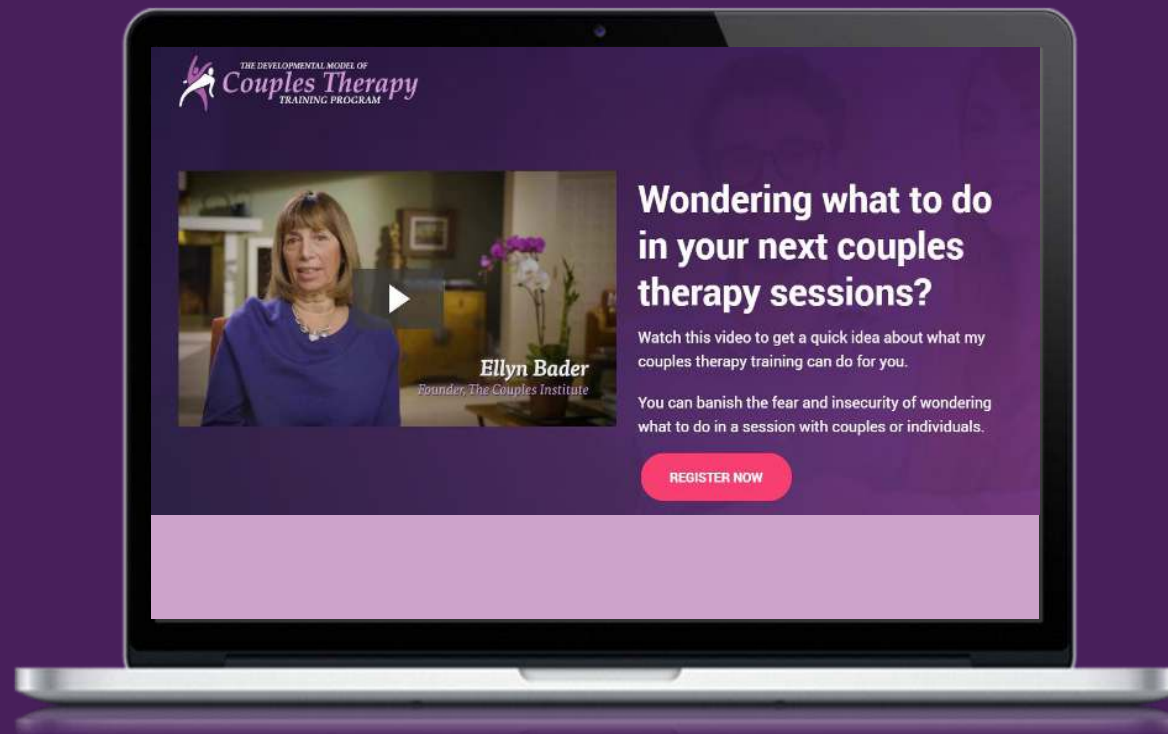 THE DEVELOPMENTAL MODEL OF
Couples Therapy
TRAINING PROGRAM
Ellyn Bader
Founder, The Couples Institute
Wondering what to do
in your next couples
therapy sessions?
Watch this video to get a quick idea about what my
couples therapy training can do for you.
You can banish the fear and insecurity of wondering
what to do in a session with couples or individuals.
REGISTER NOW